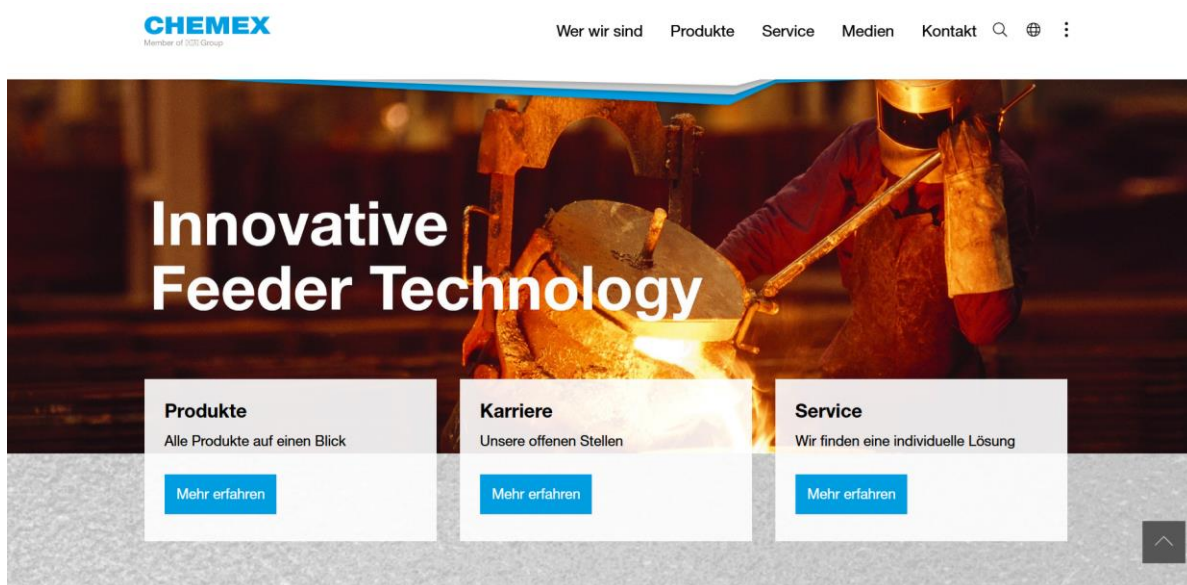 CHEMEX
Member of Group
Wer wir sind Produkte Service Medien Kontakt
Innovative
Feeder Technology
Produkte
Alle Produkte auf einen Blick
Mehr erfahren
Karriere
Unsere offenen Stellen
Mehr erfahren
Service
Wir finden eine individuelle Lösung
Mehr erfahren